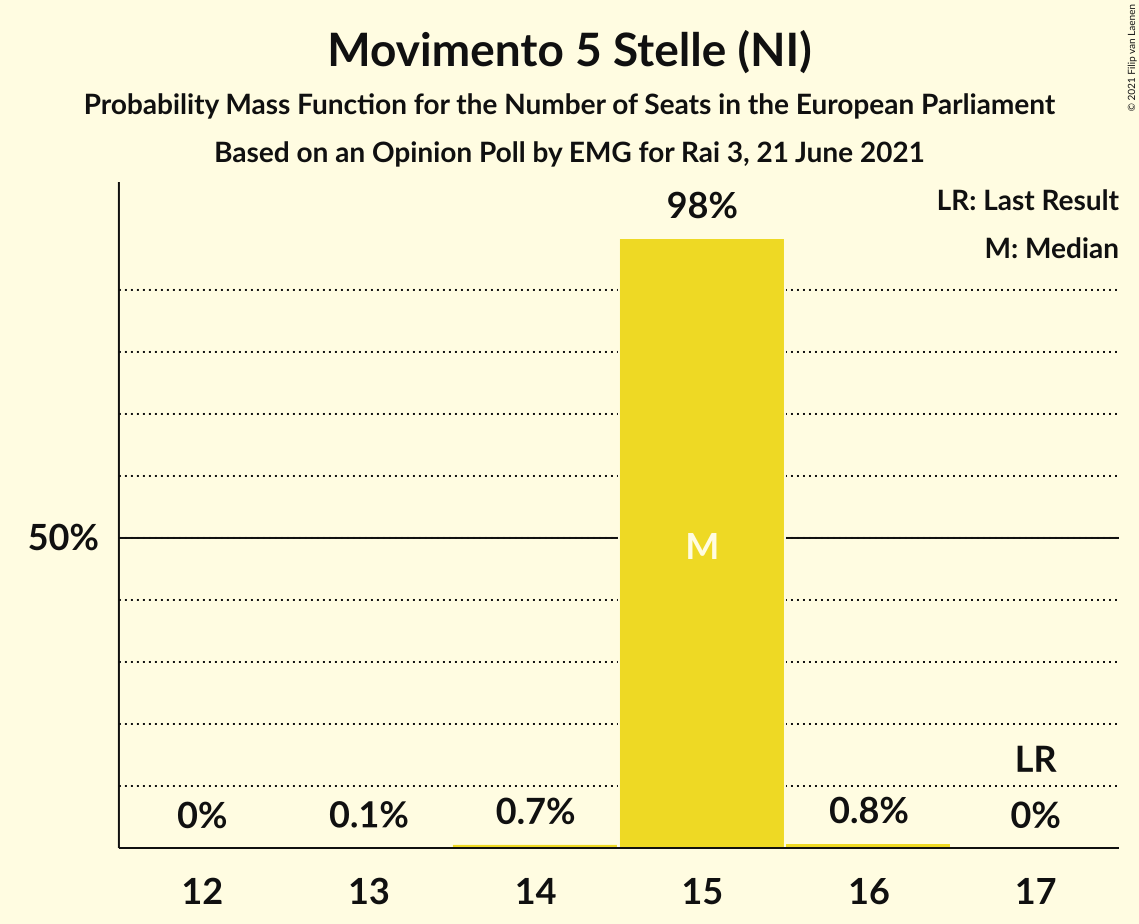 Movimento 5 Stelle (NI)
Probability Mass Function for the Number of Seats in the European Parliament
Based on an Opinion Poll by EMG for Rai 3, 21 June 2021
© 2021 Filip van Laenen
LR: Last Result
M: Median
98%
50%
M
LR
0%
0.1%
0.7%
0.8%
0%
12
13
14
15
16
17